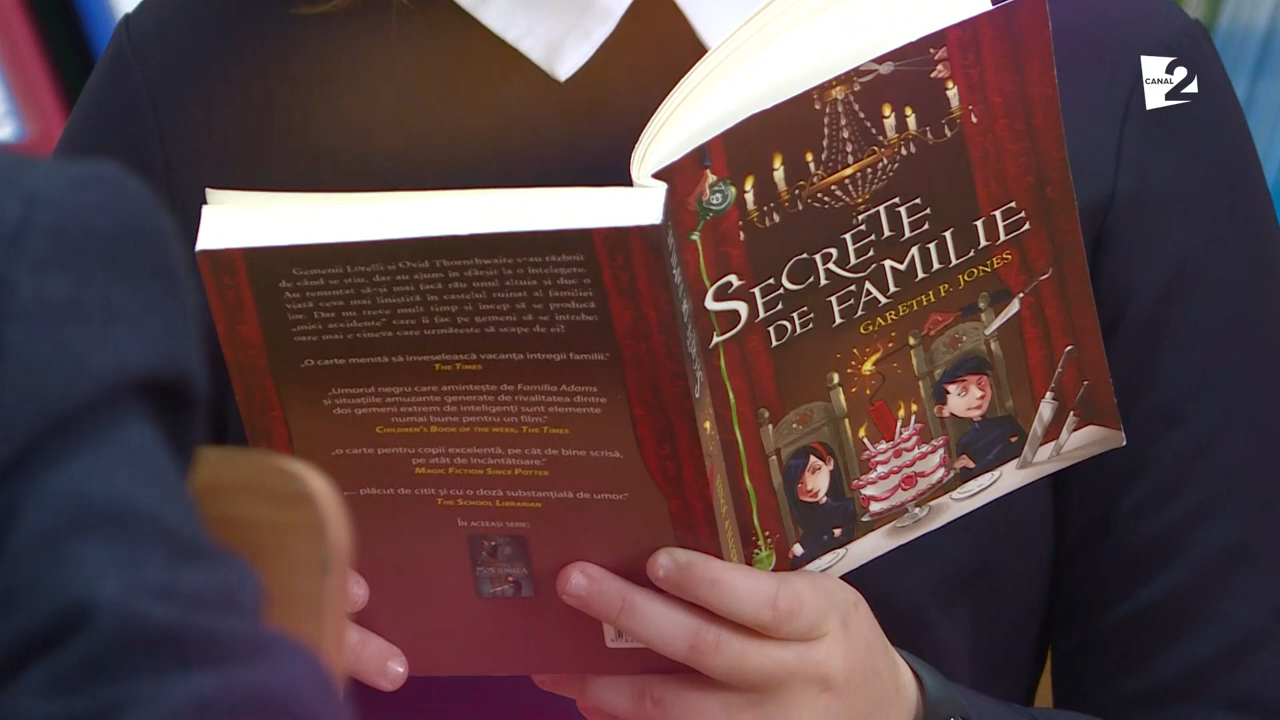 CANAL 2
SECRETE
DE FAMILIE
GARETH P. JONES
Gemenii Lorelli și Ovid Thornthwaite s-au războit
de când se știu, dar au ajuns în sfârșit la o înțelegere.
Au renunțat să-și mai facă rău unul altuia și duc o
viață ceva mai liniștită în castelul ruinat al familiei
lor. Dar nu trece mult timp și încep să se producă
„mici accidente” care îi fac pe gemeni să se întrebe:
oare mai e cineva care urmărește să scape de ei?
„O carte menită să înveselească vacanța întregii familii.”
THE TIMES
„Umorul negru care amintește de Familia Adams
și situațiile amuzante generate de rivalitatea dintre
doi gemeni extrem de inteligenți sunt elemente
numai bune pentru un film.”
CHILDREN'S BOOK OF THE WEEK, THE TIMES
„o carte pentru copii excelentă, pe cât de bine scrisă,
pe atât de încântătoare.”
MAGIC FICTION SINCE POTTER
„... plăcut de citit și cu o doză substanțială de umor.”
THE SCHOOL LIBRARIAN
ÎN ACEEAȘI SERIE: